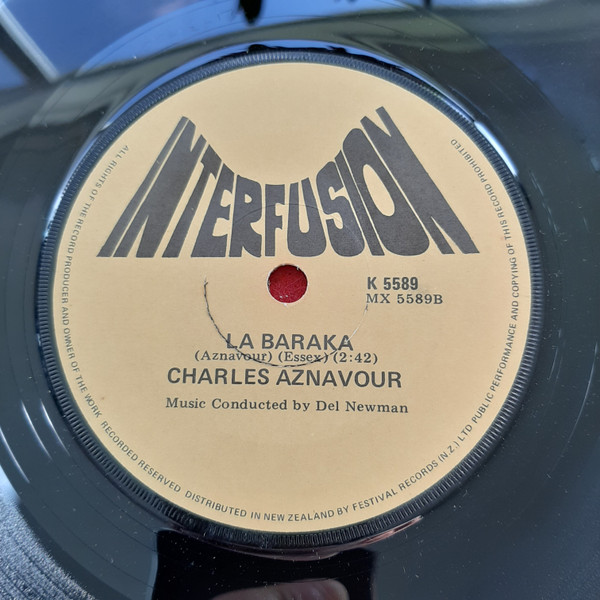 INTERFUSION
K 5589
MX 5589B
LA BARAKA
(Aznavour) (Essex) (2:42)
CHARLES AZNAVOUR
Music Conducted by Del Newman
ALL RIGHTS OF THE RECORD PRODUCER AND OWNER OF THE WORK RECORDED RESERVED DISTRIBUTED IN NEW ZEALAND BY FESTIVAL RECORDS (N.Z.) LTD PUBLIC PERFORMANCE AND COPYING OF THIS RECORD PROHIBITED